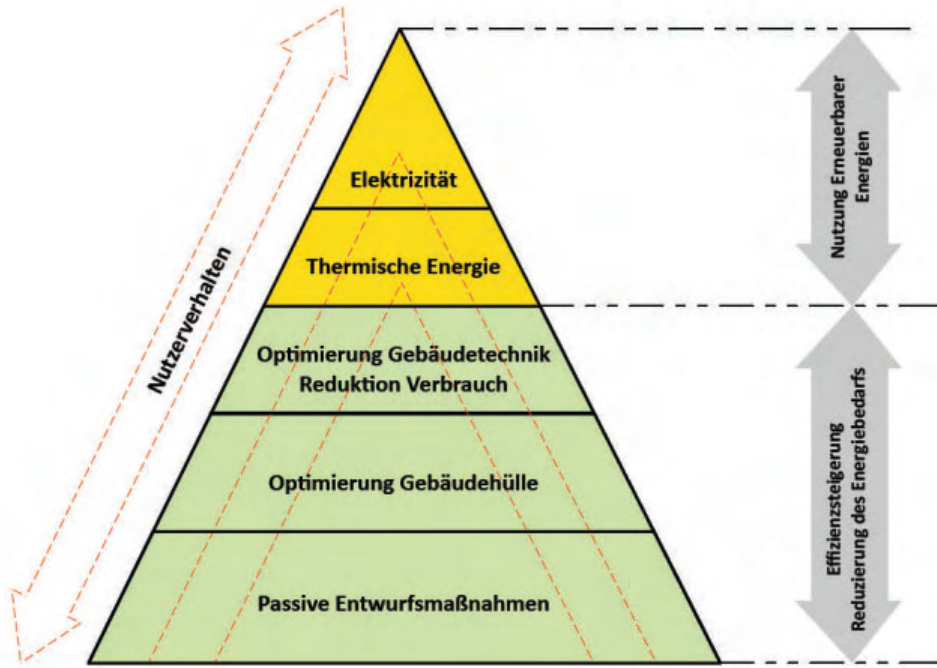 Elektrizität
Thermische Energie
Optimierung Gebäudetechnik
Reduktion Verbrauch
Optimierung Gebäudehülle
Passive Entwurfsmaßnahmen
Nutzerverhalten
Nutzung Erneuerbarer
Energien
Effizienzsteigerung
Reduzierung des Energiebedarfs